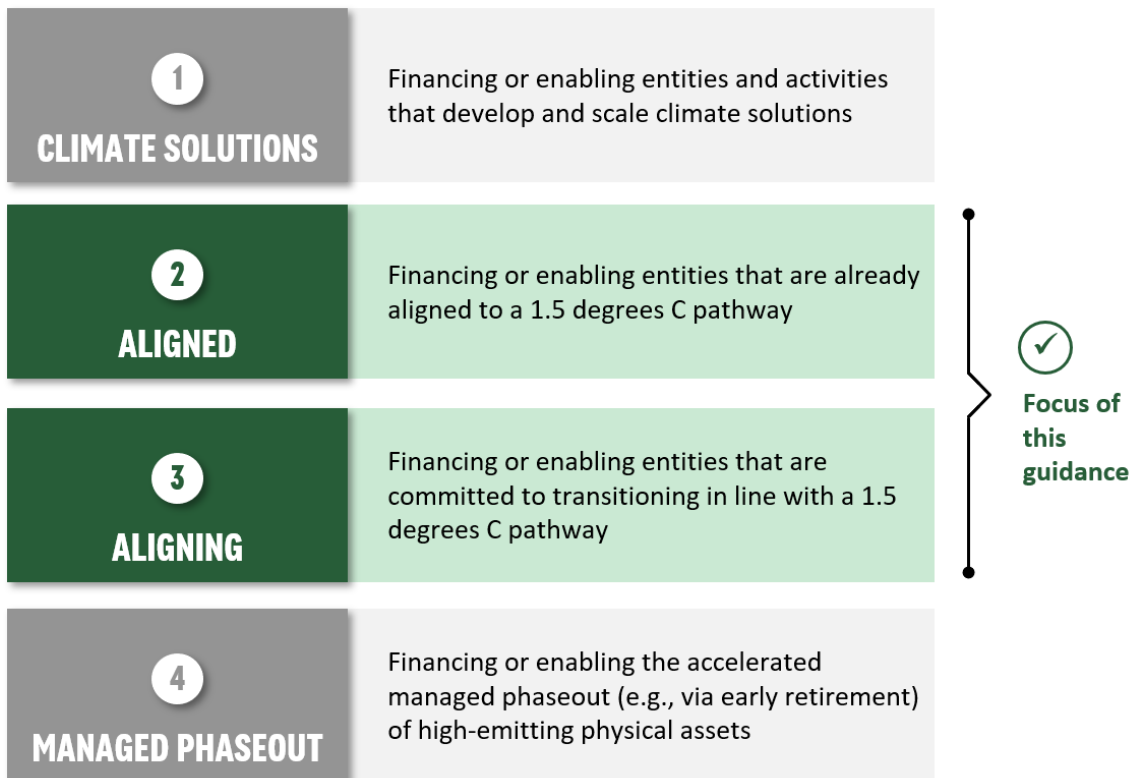 1
CLIMATE SOLUTIONS
Financing or enabling entities and activities
that develop and scale climate solutions
2
ALIGNED
Financing or enabling entities that are already
aligned to a 1.5 degrees C pathway
3
ALIGNING
Financing or enabling entities that are
committed to transitioning in line with a 1.5
degrees C pathway
Focus of
this
guidance
4
MANAGED PHASEOUT
Financing or enabling the accelerated
managed phaseout (e.g., via early retirement)
of high-emitting physical assets